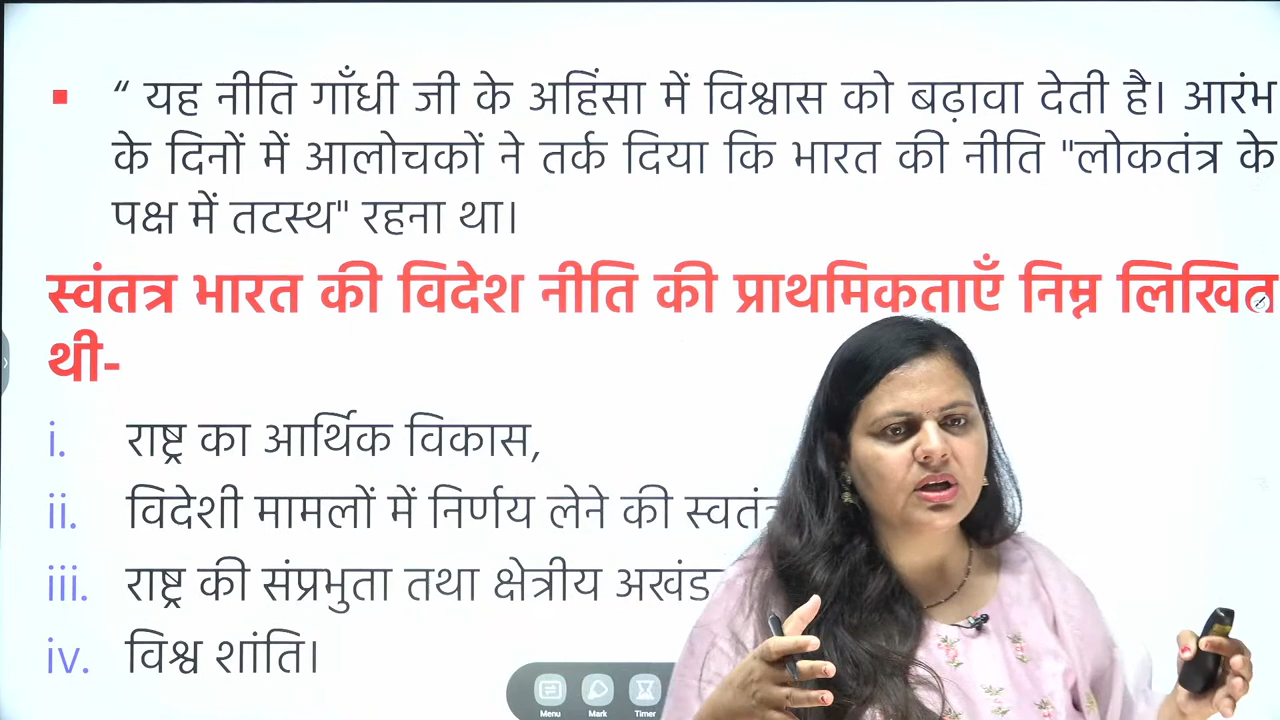 “ यह नीति गाँधी जी के अहिंसा में विश्वास को बढ़ावा देती है। आरंभ
के दिनों में आलोचकों ने तर्क दिया कि भारत की नीति "लोकतंत्र के
पक्ष में तटस्थ" रहना था।
स्वंतत्र भारत की विदेश नीति की प्राथमिकताएँ निम्न लिखित
थी-
i. राष्ट्र का आर्थिक विकास,
ii. विदेशी मामलों में निर्णय लेने की
iii. राष्ट्र की संप्रभुता तथा क्षेत्रीय
iv. विश्व शांति।
Menu Mark Timer